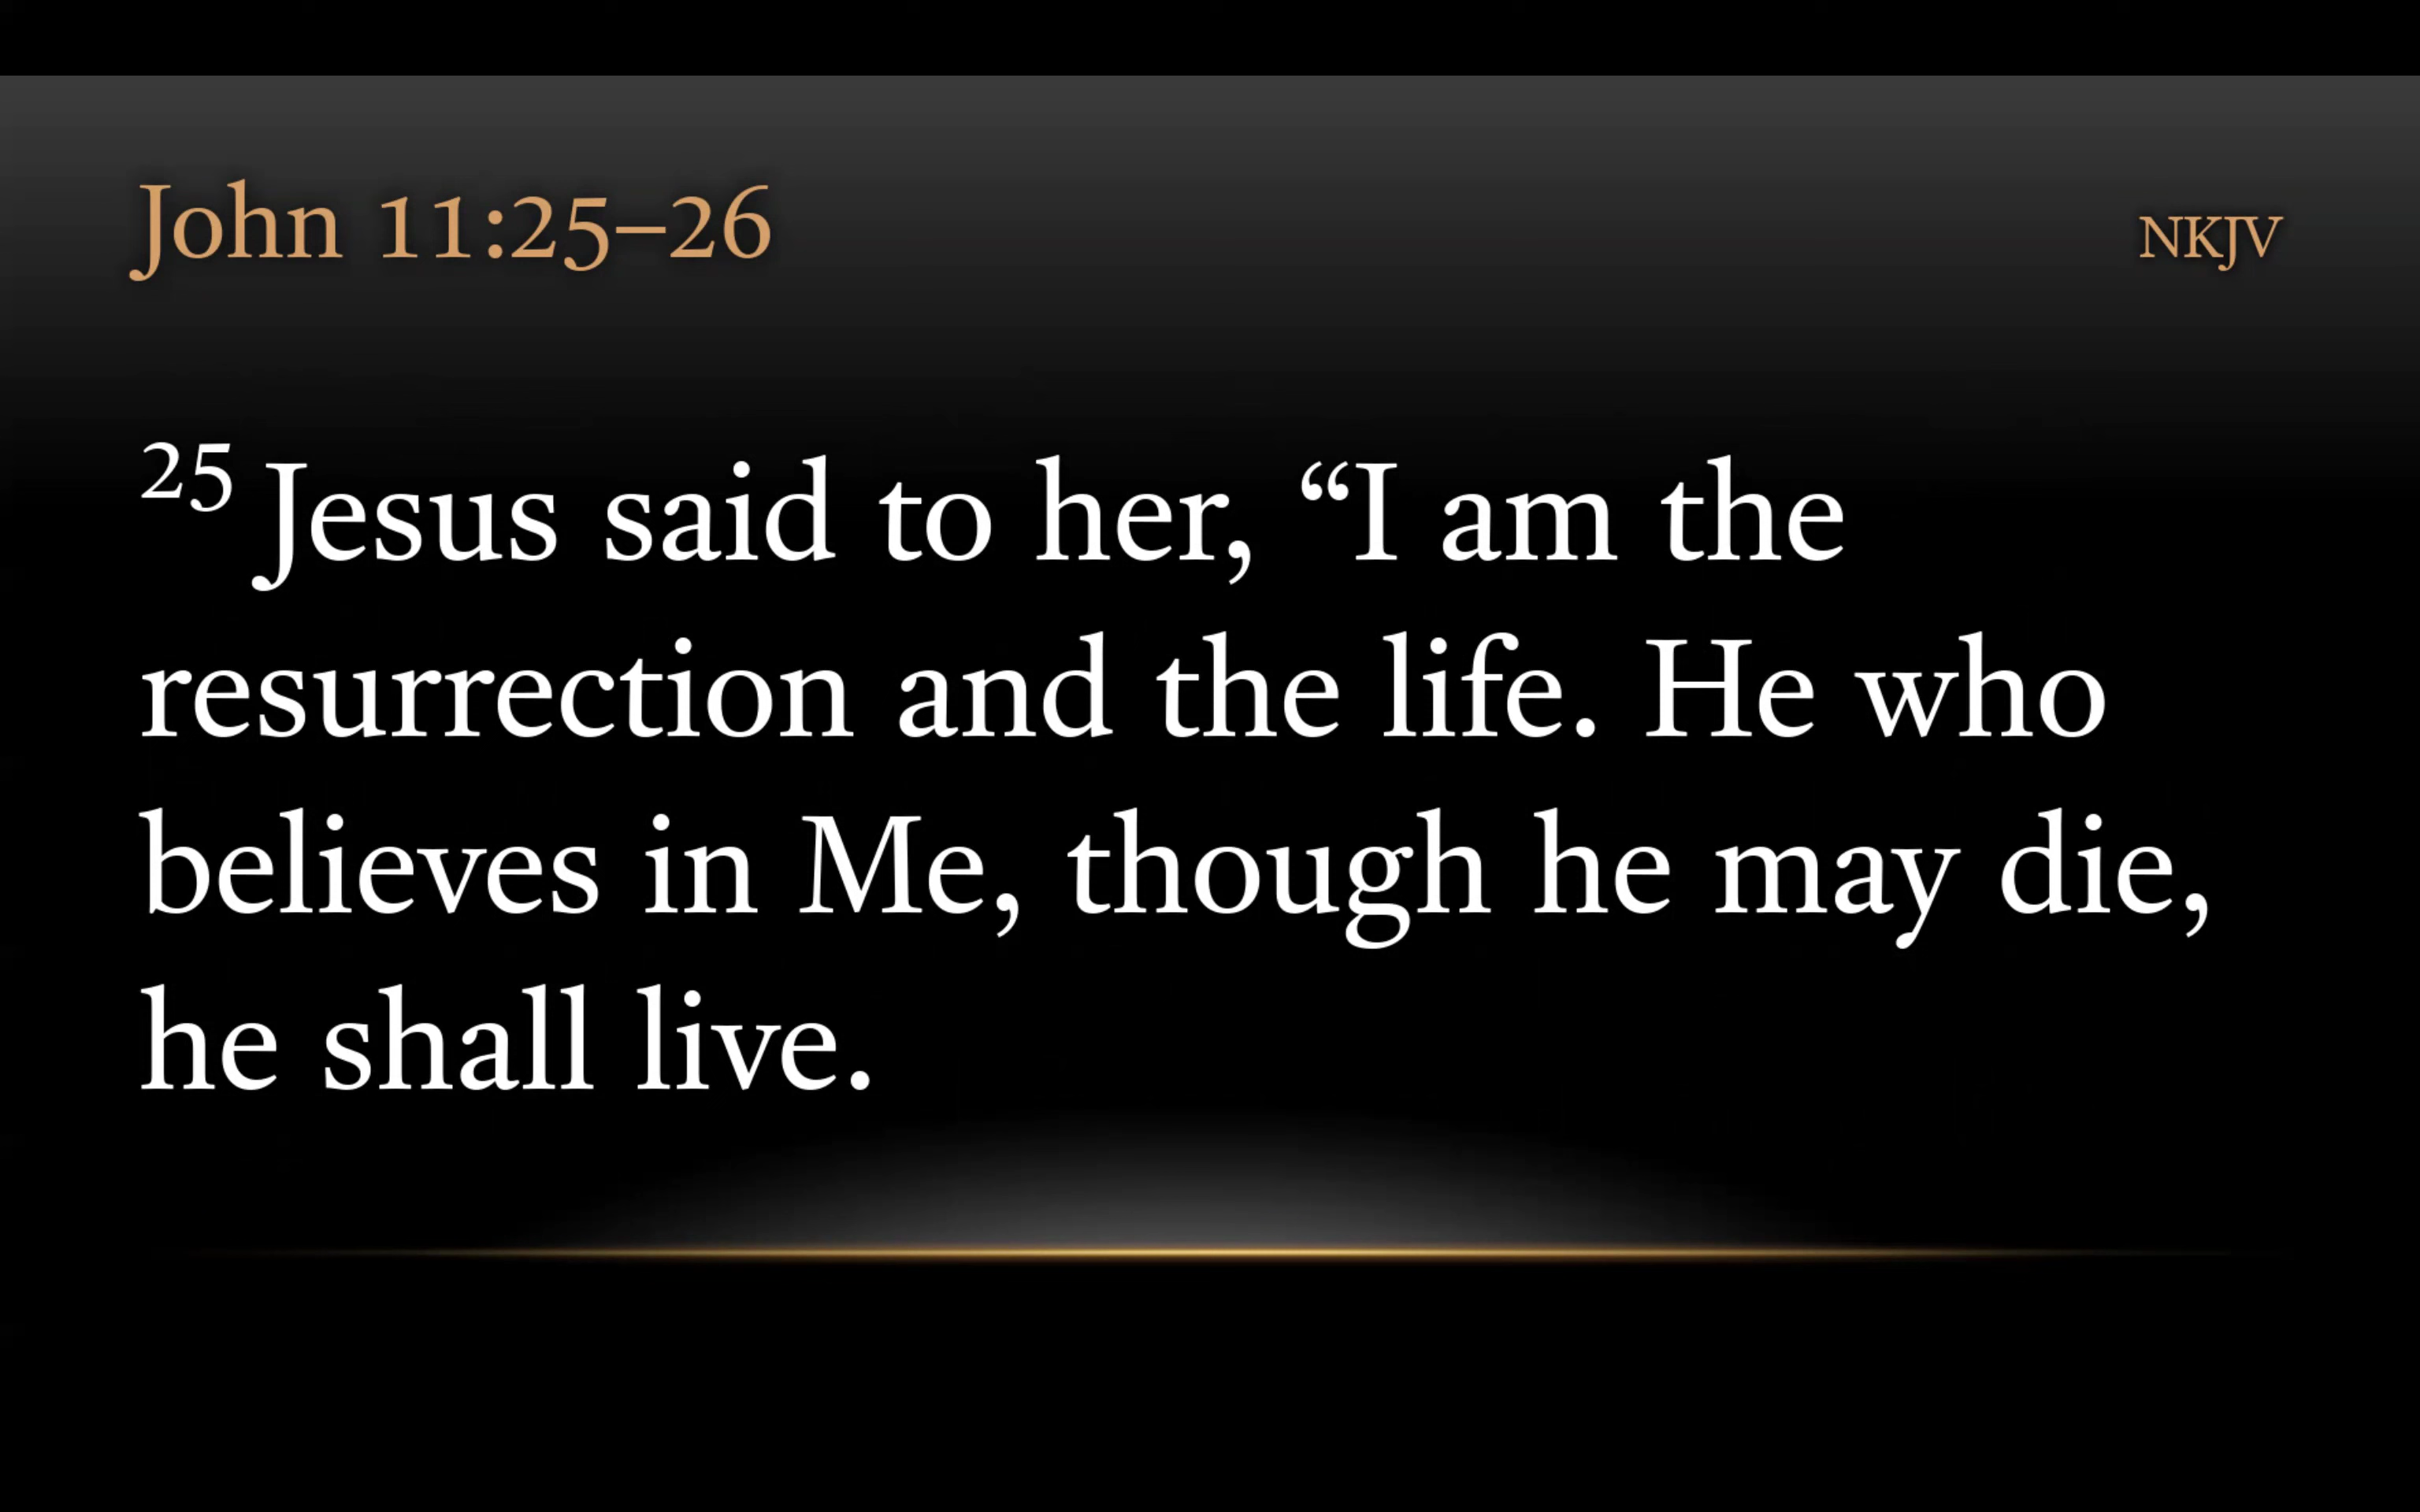 John 11:25–26
NKJV
25 Jesus said to her, “I am the
resurrection and the life. He who
believes in Me, though he may die,
he shall live.